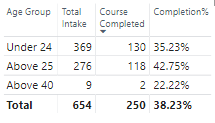 Age Group Total Intake Course Completed Completion%
Under 24 369 130 35.23%
Above 25 276 118 42.75%
Above 40 9 2 22.22%
Total 654 250 38.23%